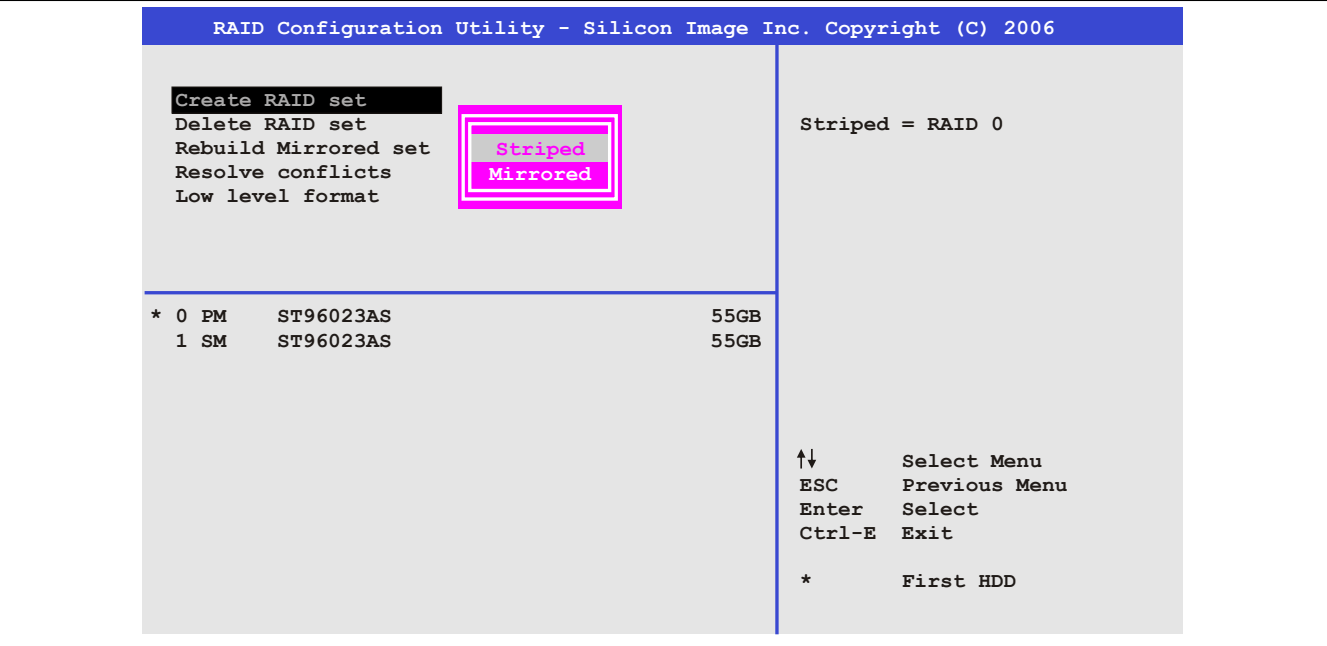 RAID Configuration Utility - Silicon Image Inc. Copyright (C) 2006
Create RAID set
Delete RAID set
Rebuild Mirrored set
Resolve conflicts
Low level format
Striped
Mirrored
* 0 PM ST96023AS 55GB
1 SM ST96023AS 55GB
Striped = RAID 0
↑↓ Select Menu
ESC Previous Menu
Enter Select
Ctrl-E Exit
* First HDD